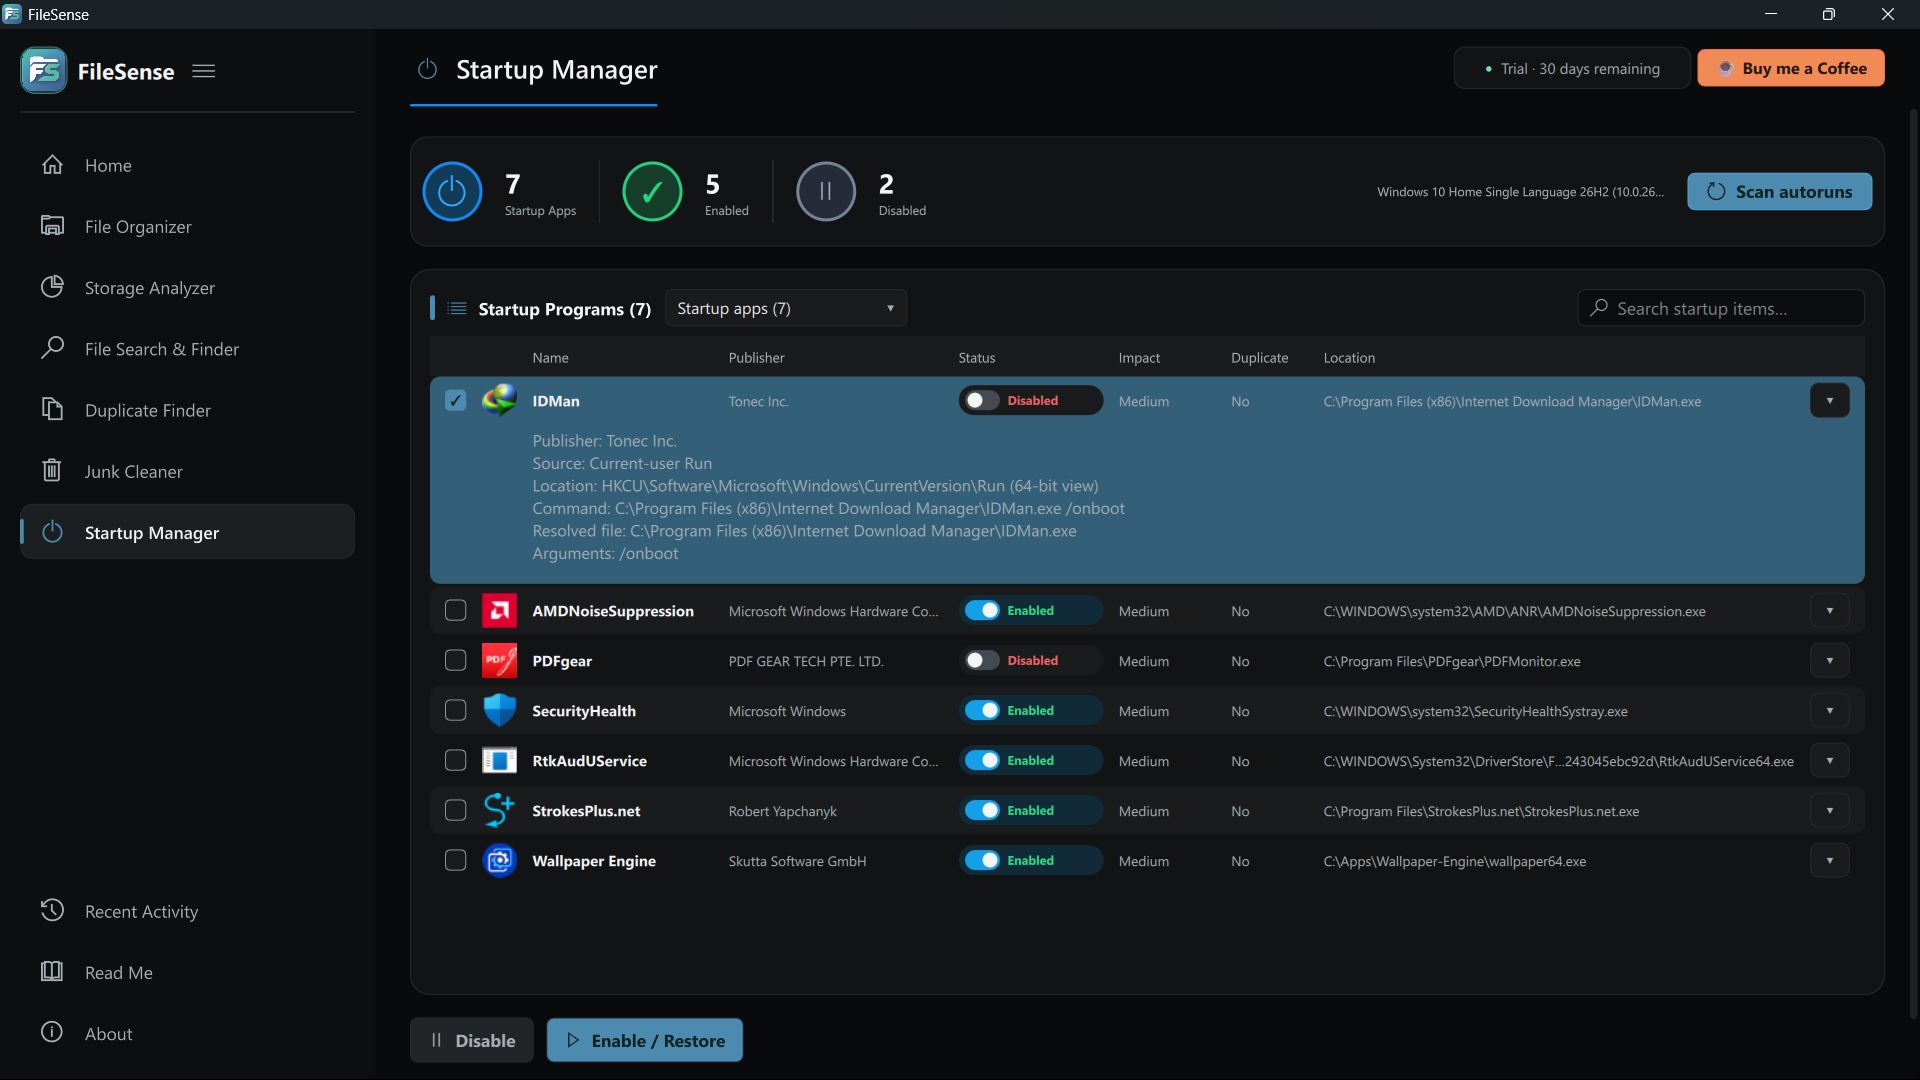 FileSense
FileSense
Startup Manager
Trial · 30 days remaining
Buy me a Coffee
Home
File Organizer
Storage Analyzer
File Search & Finder
Duplicate Finder
Junk Cleaner
Startup Manager
Recent Activity
Read Me
About
7
Startup Apps
5
Enabled
2
Disabled
Windows 10 Home Single Language 26H2 (10.0.26...
Scan autoruns
Startup Programs (7)
Startup apps (7)
Search startup items...
Name Publisher Status Impact Duplicate Location
IDMan Tonec Inc. Disabled Medium No C:\Program Files (x86)\Internet Download Manager\IDMan.exe
Publisher: Tonec Inc.
Source: Current-user Run
Location: HKCU\Software\Microsoft\Windows\CurrentVersion\Run (64-bit view)
Command: C:\Program Files (x86)\Internet Download Manager\IDMan.exe /onboot
Resolved file: C:\Program Files (x86)\Internet Download Manager\IDMan.exe
Arguments: /onboot
AMDNoiseSuppression Microsoft Windows Hardware Co... Enabled Medium No C:\WINDOWS\system32\AMD\ANR\AMDNoiseSuppression.exe
PDF PDFgear PDF GEAR TECH PTE. LTD. Disabled Medium No C:\Program Files\PDFgear\PDFMonitor.exe
SecurityHealth Microsoft Windows Enabled Medium No C:\WINDOWS\system32\SecurityHealthSystray.exe
RtkAudUService Microsoft Windows Hardware Co... Enabled Medium No C:\WINDOWS\System32\DriverStore\F...243045ebc92d\RtkAudUService64.exe
StrokesPlus.net Robert Yapchanyk Enabled Medium No C:\Program Files\StrokesPlus.net\StrokesPlus.net.exe
Wallpaper Engine Skutta Software GmbH Enabled Medium No C:\Apps\Wallpaper-Engine\wallpaper64.exe
Disable
Enable / Restore